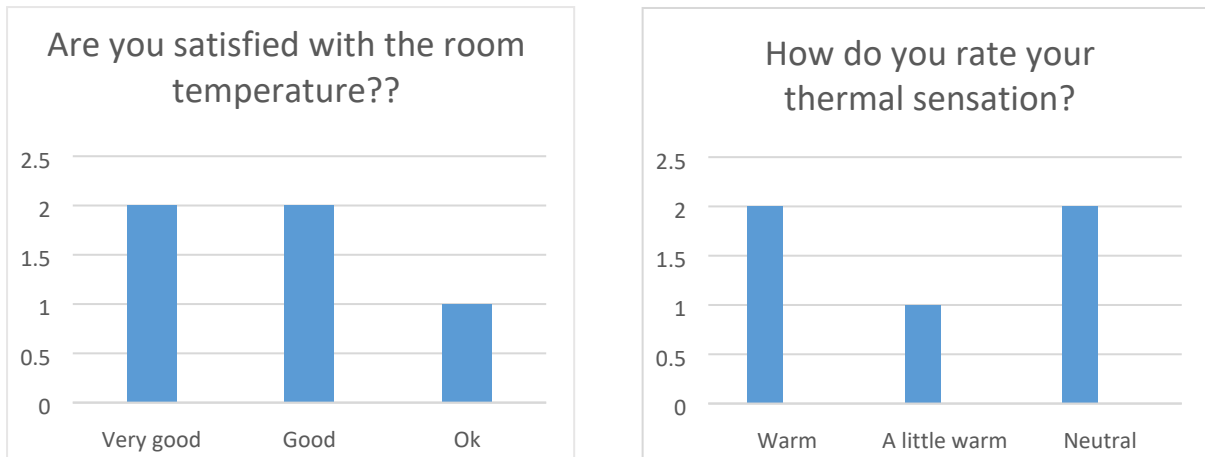 Are you satisfied with the room
temperature??
2.5
2
1.5
1
0.5
0
Very good Good Ok
How do you rate your
thermal sensation?
2.5
2
1.5
1
0.5
0
Warm A little warm Neutral